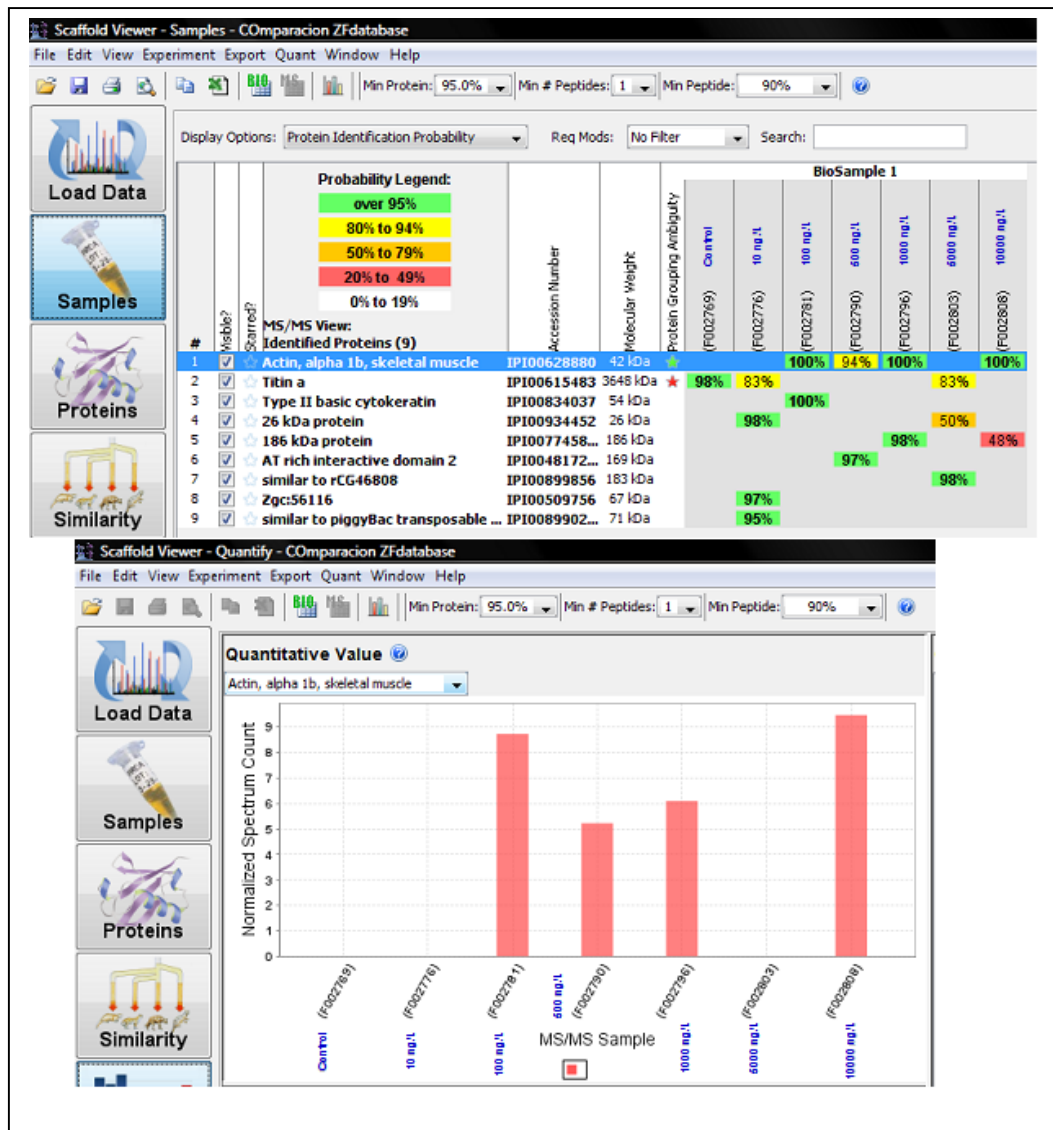 Scaffold Viewer - Samples - COmparacion ZFdatabase
File Edit View Experiment Export Quant Window Help
BIO MS Min Protein: 95.0% Min # Peptides: 1 Min Peptide: 90%
Load Data
Samples
Proteins
Similarity
Display Options: Protein Identification Probability Req Mods: No Filter Search:
BioSample 1
Probability Legend:
over 95%
80% to 94%
50% to 79%
20% to 49%
0% to 19%
MS/MS View:
Identified Proteins (9)
#
Visible?
Starred?
Accession Number
Molecular Weight
Protein Grouping Ambiguity
Control (F002769)
10 ng/l (F002776)
100 ng/l (F002781)
600 ng/l (F002790)
1000 ng/l (F002796)
6000 ng/l (F002803)
10000 ng/l (F002808)
1 Actin, alpha 1b, skeletal muscle IPI00628880 42 kDa 100% 94% 100% 100%
2 Titin a IPI00615483 3648 kDa 98% 83% 83%
3 Type II basic cytokeratin IPI00834037 54 kDa 100%
4 26 kDa protein IPI00934452 26 kDa 98% 50%
5 186 kDa protein IPI0077458... 186 kDa 98% 48%
6 AT rich interactive domain 2 IPI0048172... 169 kDa 97%
7 similar to rCG46808 IPI00899856 183 kDa 98%
8 Zgc:56116 IPI00509756 67 kDa 97%
9 similar to piggyBac transposable ... IPI0089902... 71 kDa 95%
Scaffold Viewer - Quantify - COmparacion ZFdatabase
File Edit View Experiment Export Quant Window Help
BIO MS Min Protein: 95.0% Min # Peptides: 1 Min Peptide: 90%
Load Data
Samples
Proteins
Similarity
Quantitative Value
Actin, alpha 1b, skeletal muscle
Normalized Spectrum Count
9
8
7
6
5
4
3
2
1
0
(F002769)
(F002776)
(F002781)
(F002790)
(F002796)
(F002803)
(F002808)
Control
10 ng/l
100 ng/l
600 ng/l
1000 ng/l
6000 ng/l
10000 ng/l
MS/MS Sample